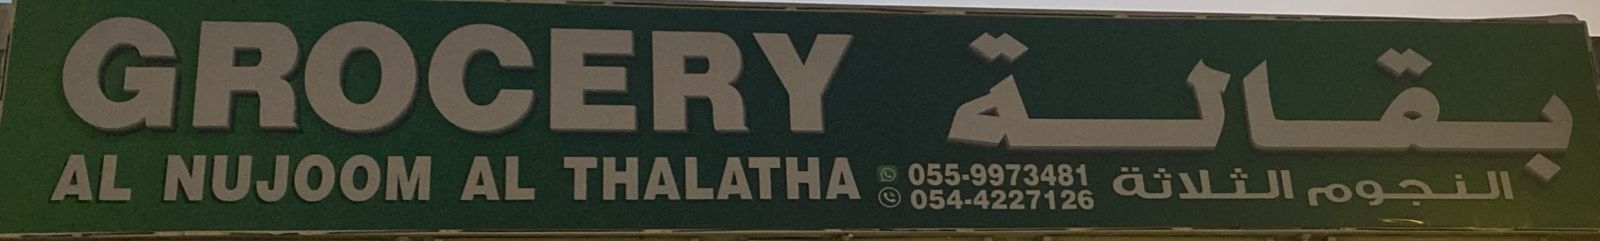 GROCERY
بقالة
AL NUJOOM AL THALATHA
055-9973481
054-4227126
النجوم الثلاثة